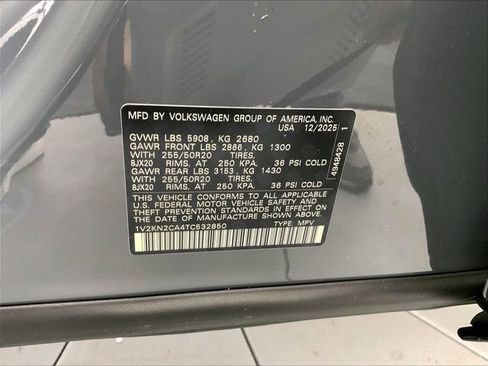 MFD BY VOLKSWAGEN GROUP OF AMERICA, INC.
USA 12/2025
GVWR LBS 5908, KG 2680
GAWR FRONT LBS 2866, KG 1300
WITH 255/50R20 TIRES,
8JX20 RIMS, AT 250 KPA, 36 PSI COLD
GAWR REAR LBS 3153, KG 1430
WITH 255/50R20 TIRES,
8JX20 RIMS, AT 250 KPA, 36 PSI COLD
THIS VEHICLE CONFORMS TO ALL APPLICABLE
U.S. FEDERAL MOTOR VEHICLE SAFETY AND
THEFT PREVENTION STANDARDS IN EFFECT ON THE
DATE OF MANUFACTURE SHOWN ABOVE.
1V2KN2CA4TC532850 TYPE: MPV
4948428 1